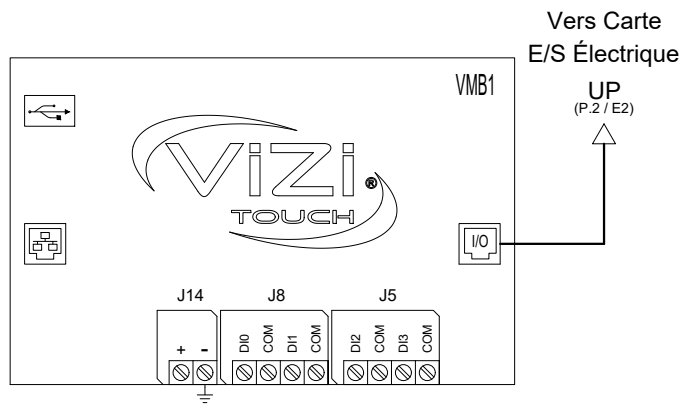 Vers Carte
E/S Électrique
UP
(P.2 / E2)
VMB1
ViZi®
TOUCH
I/O
J14 J8 J5
+ - DI0 COM DI1 COM DI2 COM DI3 COM